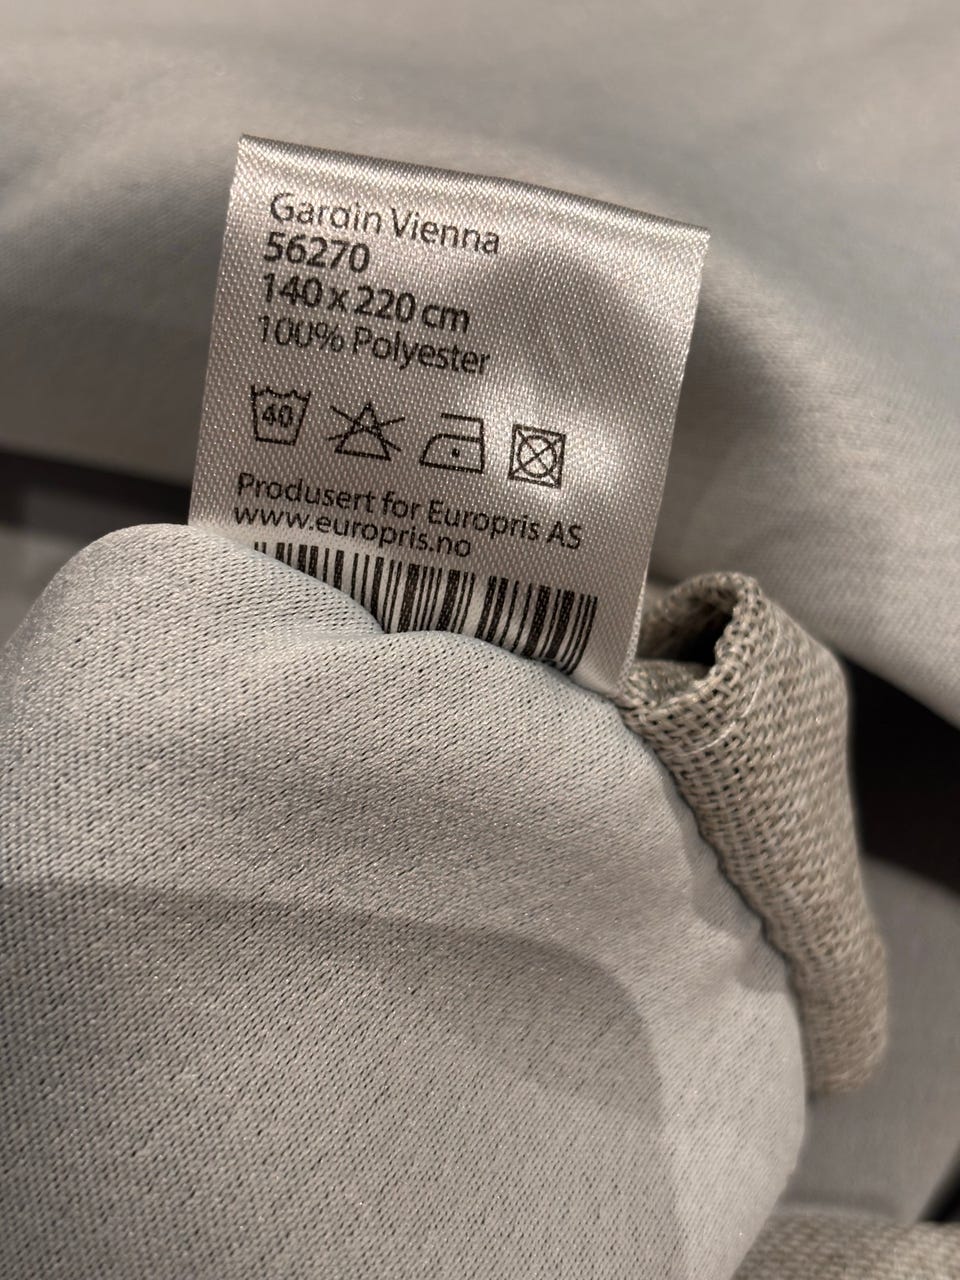 Gardin Vienna
56270
140 x 220 cm
100% Polyester
40
Produsert for Europris AS
www.europris.no